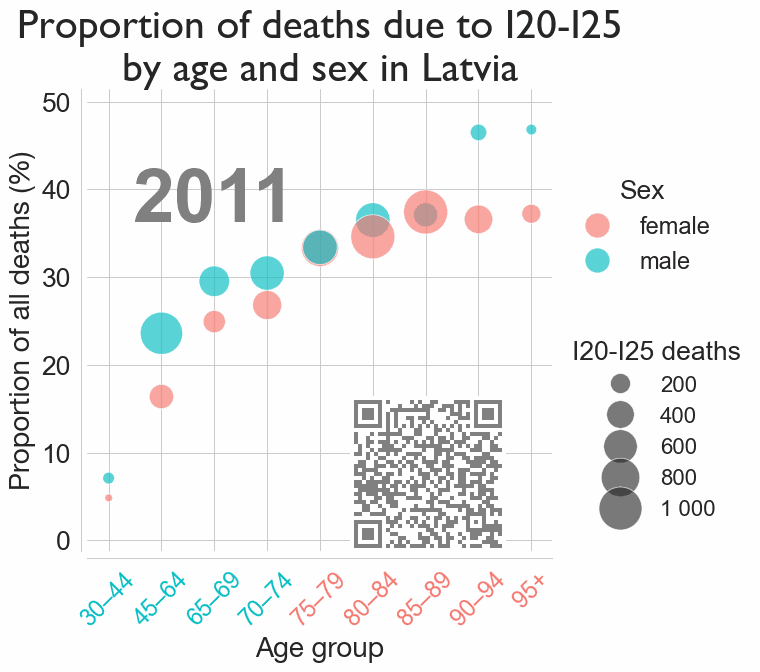 Proportion of deaths due to I20-I25
by age and sex in Latvia
Proportion of all deaths (%)
50
40
30
20
10
0
2011
30–44
45–64
65–69
70–74
75–79
80–84
85–89
90–94
95+
Age group
Sex
female
male
I20-I25 deaths
200
400
600
800
1 000